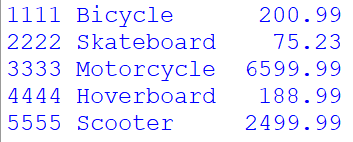 1111 Bicycle      200.99
2222 Skateboard    75.23
3333 Motorcycle  6599.99
4444 Hoverboard   188.99
5555 Scooter     2499.99